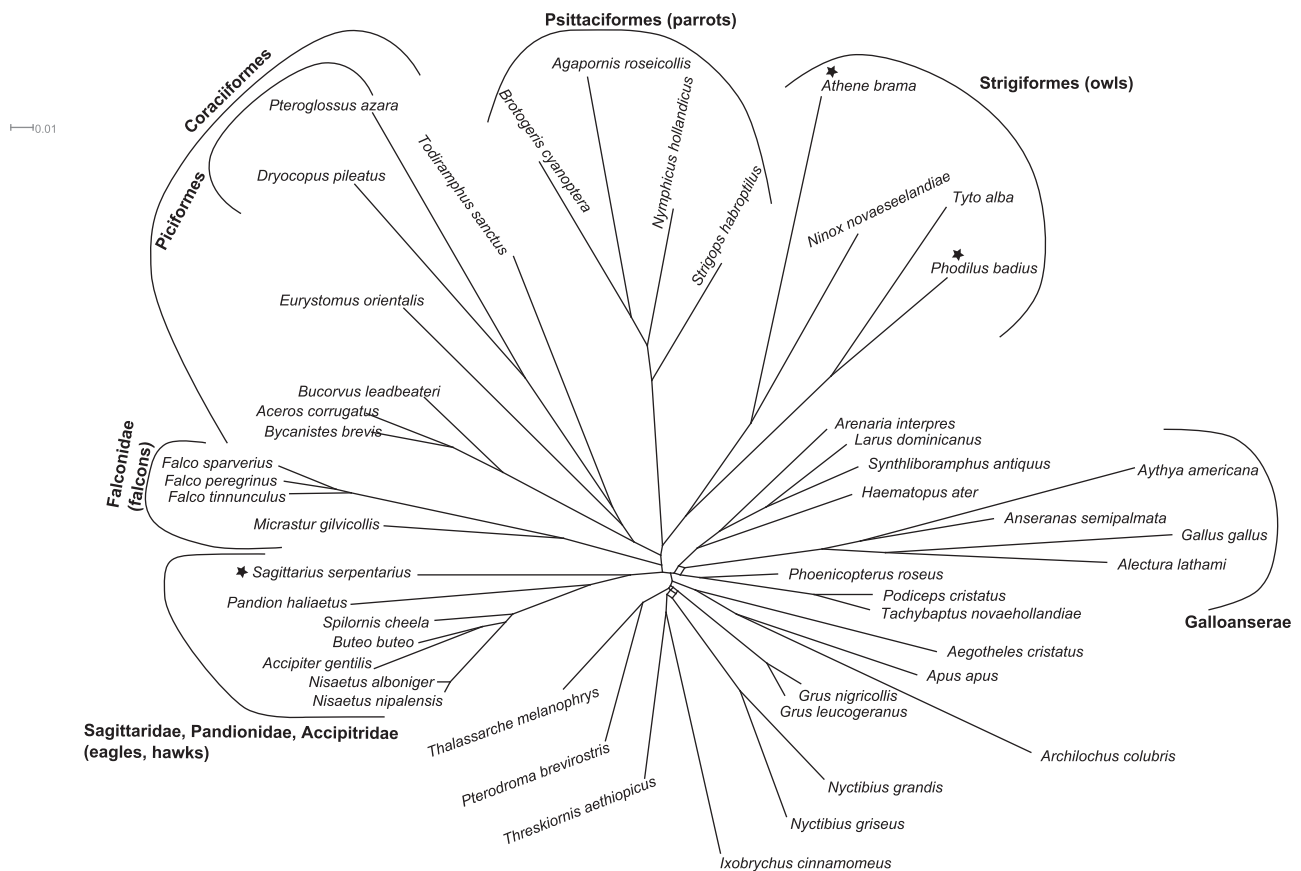 Psittaciformes (parrots)
Coraciiformes
Agapornis roseicollis
Strigiformes (owls)
Athene brama
Pteroglossus azara
Brotogeris cyanoptera
Nymphicus hollandicus
0.01
Todiramphus sanctus
Dryocopus pileatus
Piciformes
Strigops habroptilus
Ninox novaeseelandiae
Tyto alba
Phodilus badius
Eurystomus orientalis
Bucorvus leadbeateri
Aceros corrugatus
Bycanistes brevis
Arenaria interpres
Larus dominicanus
Synthliboramphus antiquus
Haematopus ater
Aythya americana
Anseranas semipalmata
Gallus gallus
Alectura lathami
Galloanserae
Falconidae
(falcons)
Falco sparverius
Falco peregrinus
Falco tinnunculus
Micrastur gilvicollis
Sagittarius serpentarius
Pandion haliaetus
Spilornis cheela
Buteo buteo
Accipiter gentilis
Nisaetus alboniger
Nisaetus nipalensis
Sagittaridae, Pandionidae, Accipitridae
(eagles, hawks)
Phoenicopterus roseus
Podiceps cristatus
Tachybaptus novaehollandiae
Aegotheles cristatus
Apus apus
Grus nigricollis
Grus leucogeranus
Archilochus colubris
Thalassarche melanophrys
Pterodroma brevirostris
Threskiornis aethiopicus
Nyctibius grandis
Nyctibius griseus
Ixobrychus cinnamomeus